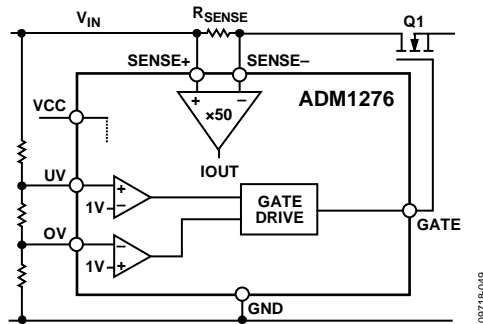 VIN
RSENSE
Q1
SENSE+
SENSE–
+
–
ADM1276
×50
VCC
IOUT
UV
+
1V
–
GATE
DRIVE
GATE
OV
–
1V
+
GND
09718-049